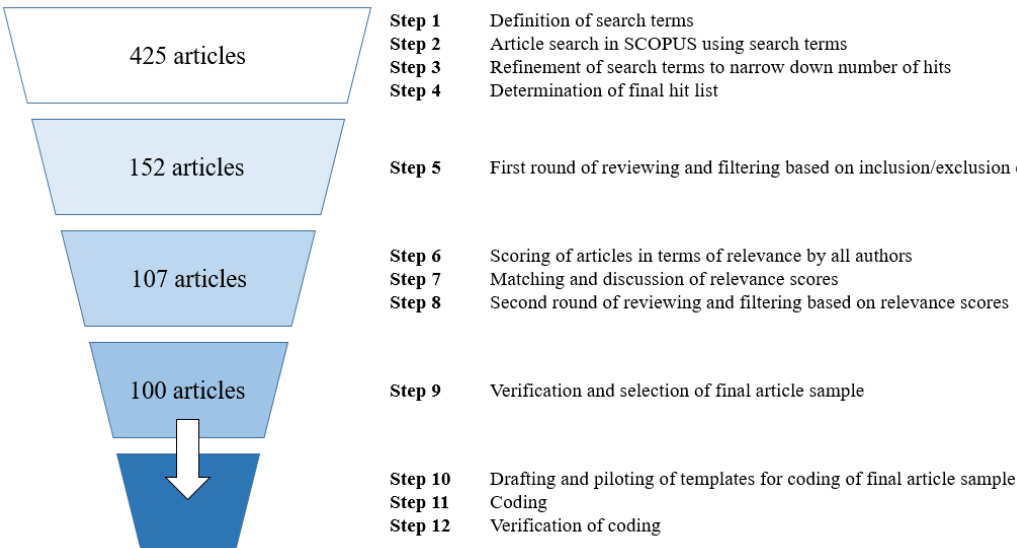 425 articles
Step 1 Definition of search terms
Step 2 Article search in SCOPUS using search terms
Step 3 Refinement of search terms to narrow down number of hits
Step 4 Determination of final hit list
152 articles
Step 5 First round of reviewing and filtering based on inclusion/exclusion
107 articles
Step 6 Scoring of articles in terms of relevance by all authors
Step 7 Matching and discussion of relevance scores
Step 8 Second round of reviewing and filtering based on relevance scores
100 articles
Step 9 Verification and selection of final article sample
Step 10 Drafting and piloting of templates for coding of final article sample
Step 11 Coding
Step 12 Verification of coding